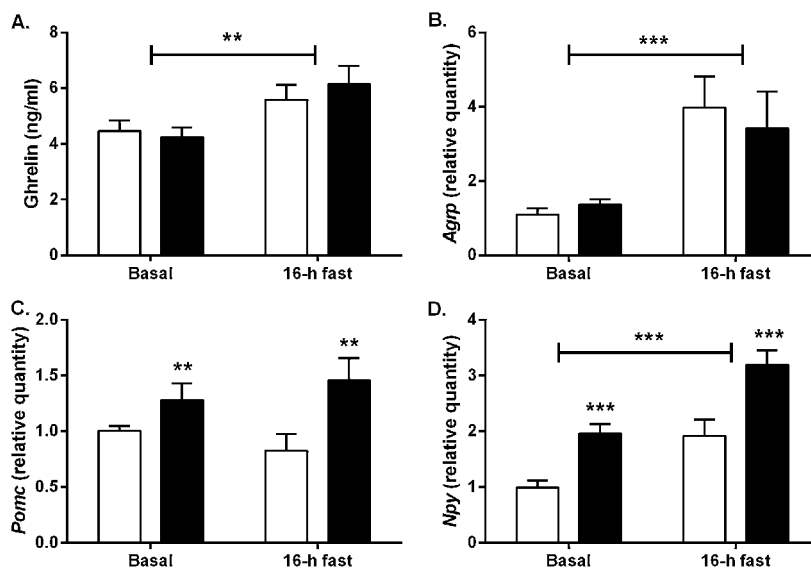 A.
Ghrelin (ng/ml)
8
6
4
2
0
**
Basal
16-h fast
B.
Agrp (relative quantity)
6
4
2
0
***
Basal
16-h fast
C.
Pomc (relative quantity)
2.0
1.5
1.0
0.5
0.0
**
**
Basal
16-h fast
D.
Npy (relative quantity)
4
3
2
1
0
***
***
***
Basal
16-h fast